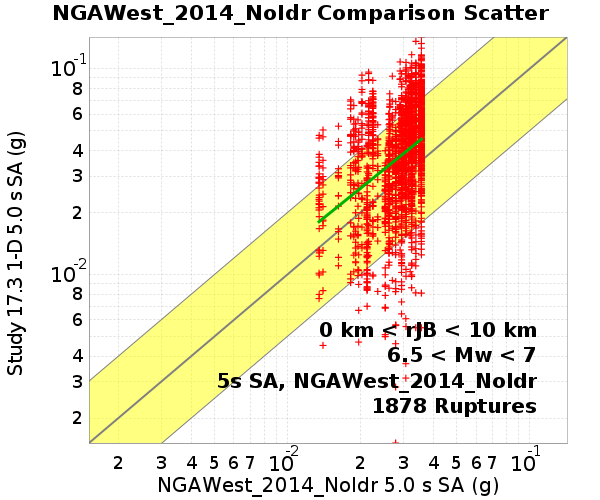 NGAWest_2014_NoIdr Comparison Scatter
Study 17.3 1-D 5.0 s SA (g)
10-1
8
6
4
3
2
10-2
8
6
4
3
2
0 km < rJB < 10 km
6.5 < Mw < 7
5s SA, NGAWest_2014_NoIdr
1878 Ruptures
2 3 4 5 6 7 10-2 2 3 4 5 6 7 10-1
NGAWest_2014_NoIdr 5.0 s SA (g)